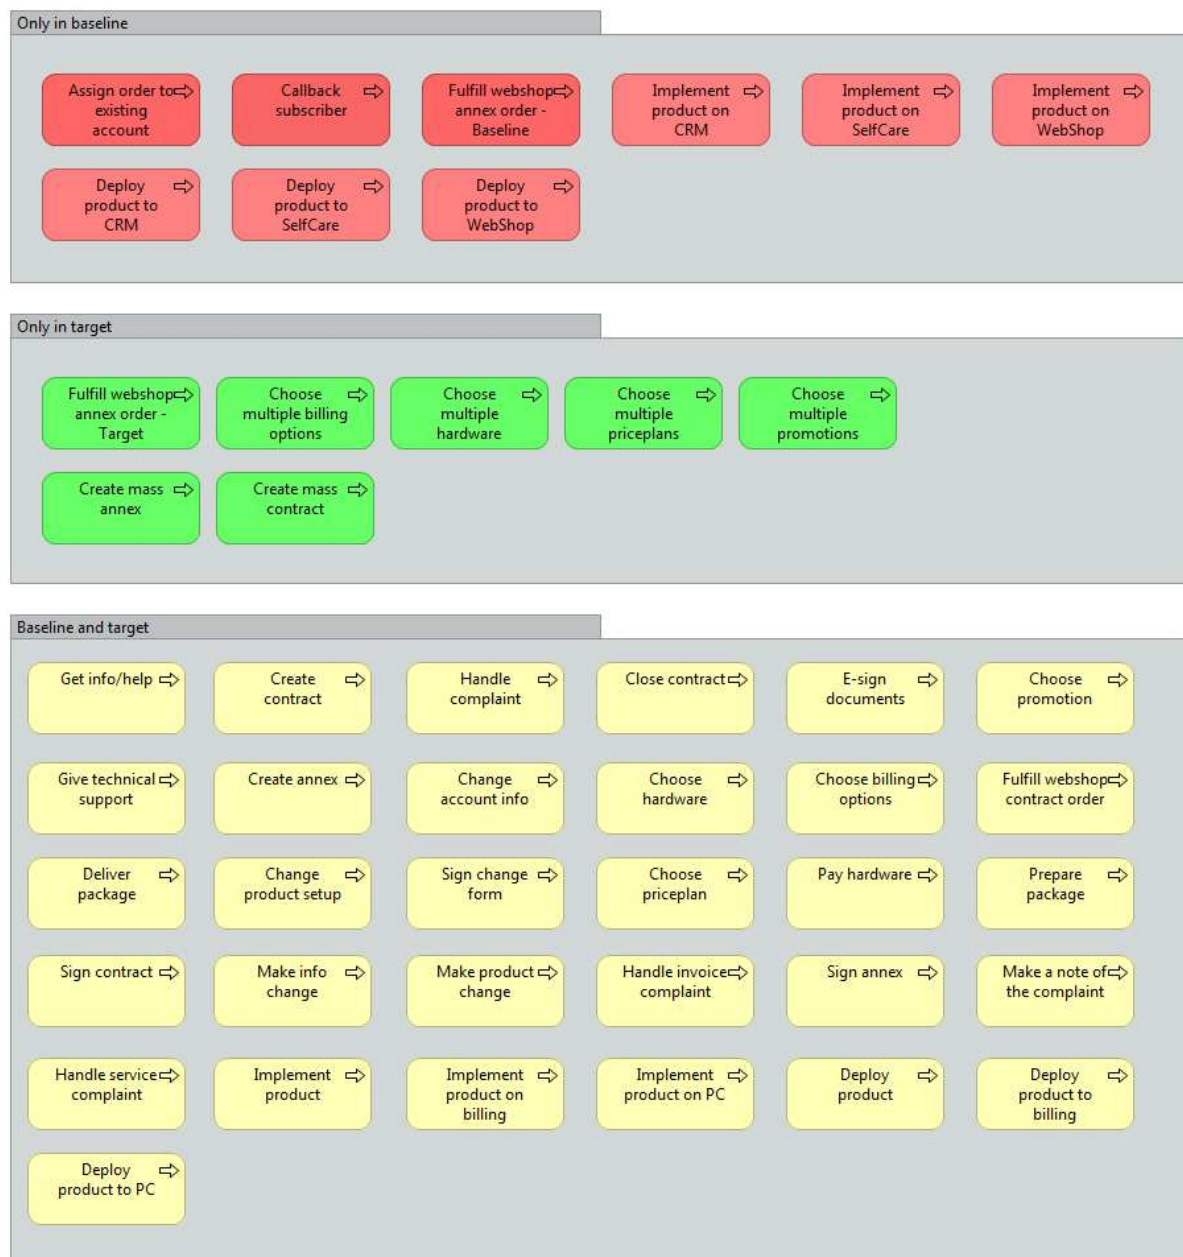 Only in baseline
Assign order to
existing
account
Callback
subscriber
Fulfill webshop
annex order -
Baseline
Implement
product on
CRM
Implement
product on
SelfCare
Implement
product on
WebShop
Deploy
product to
CRM
Deploy
product to
SelfCare
Deploy
product to
WebShop
Only in target
Fulfill webshop
annex order -
Target
Choose
multiple billing
options
Choose
multiple
hardware
Choose
multiple
priceplans
Choose
multiple
promotions
Create mass
annex
Create mass
contract
Baseline and target
Get info/help
Create
contract
Handle
complaint
Close contract
E-sign
documents
Choose
promotion
Give technical
support
Create annex
Change
account info
Choose
hardware
Choose billing
options
Fulfill webshop
contract order
Deliver
package
Change
product setup
Sign change
form
Choose
priceplan
Pay hardware
Prepare
package
Sign contract
Make info
change
Make product
change
Handle invoice
complaint
Sign annex
Make a note of
the complaint
Handle service
complaint
Implement
product
Implement
product on
billing
Implement
product on PC
Deploy
product
Deploy
product to
billing
Deploy
product to PC